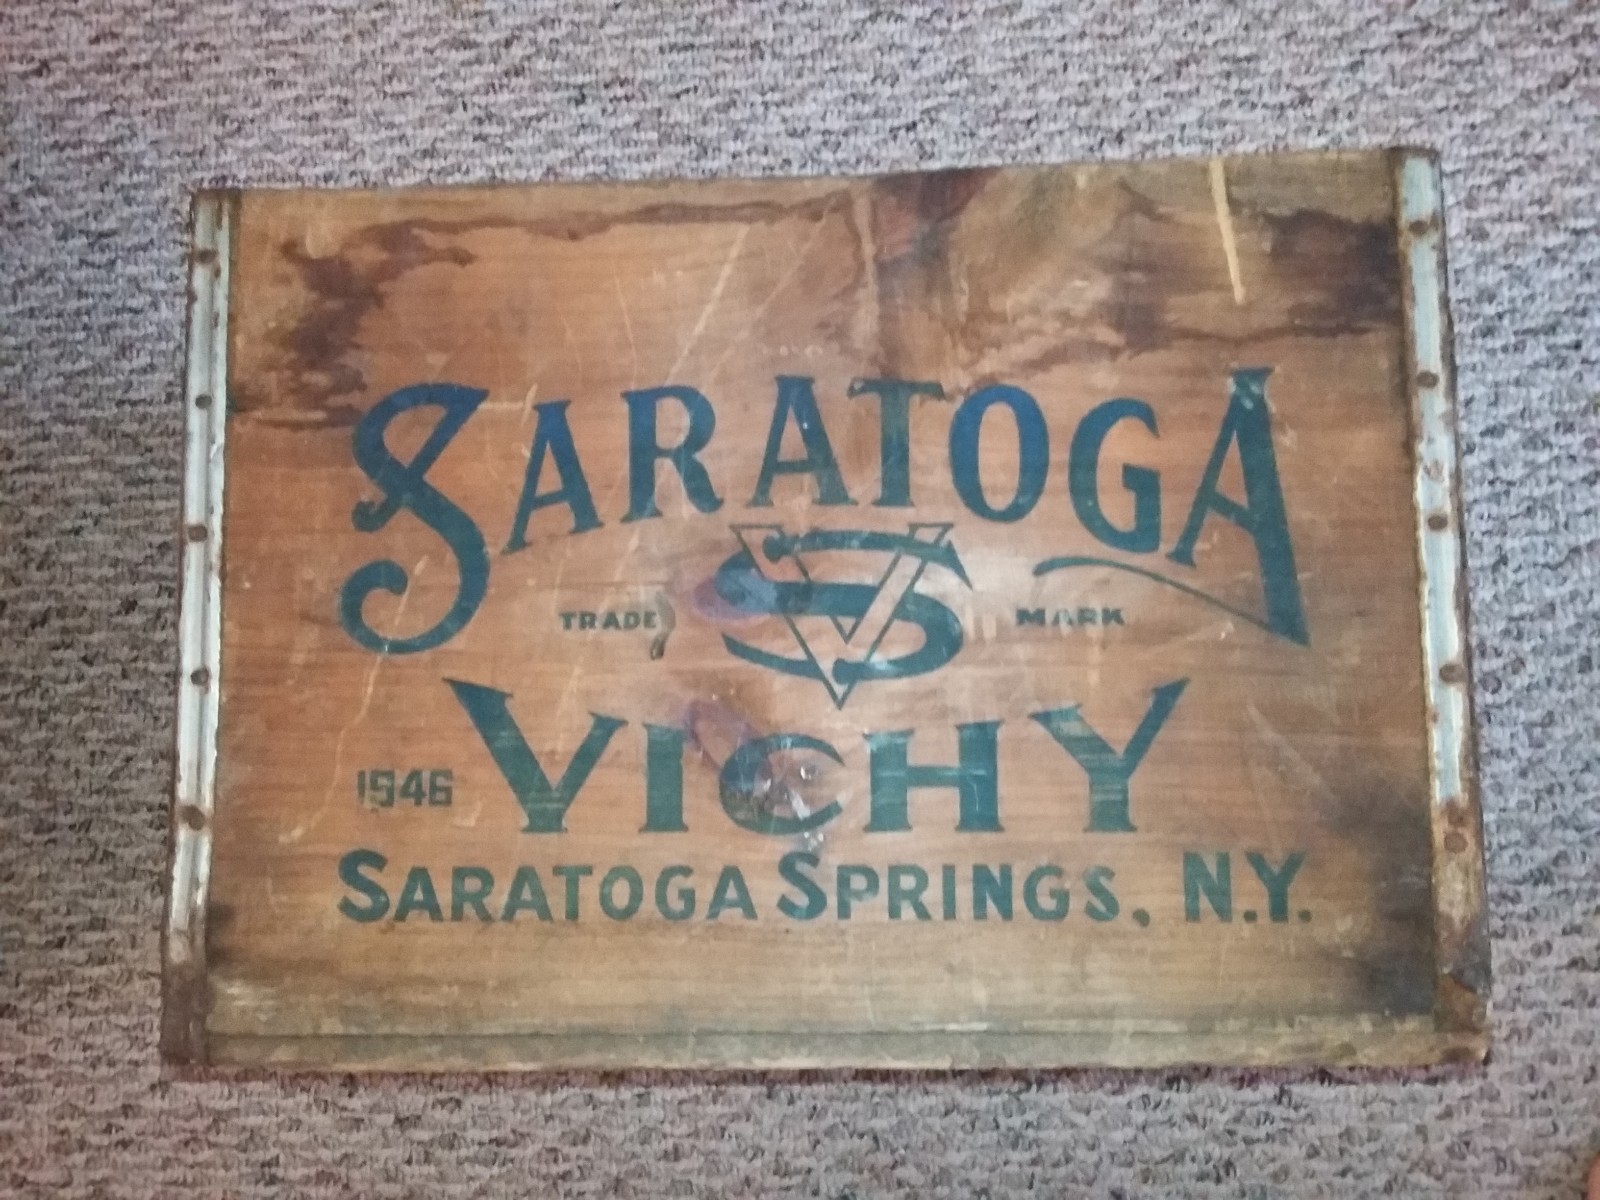 SARATOGA
TRADE SV MARK
VICHY
1946
SARATOGA SPRINGS, N.Y.